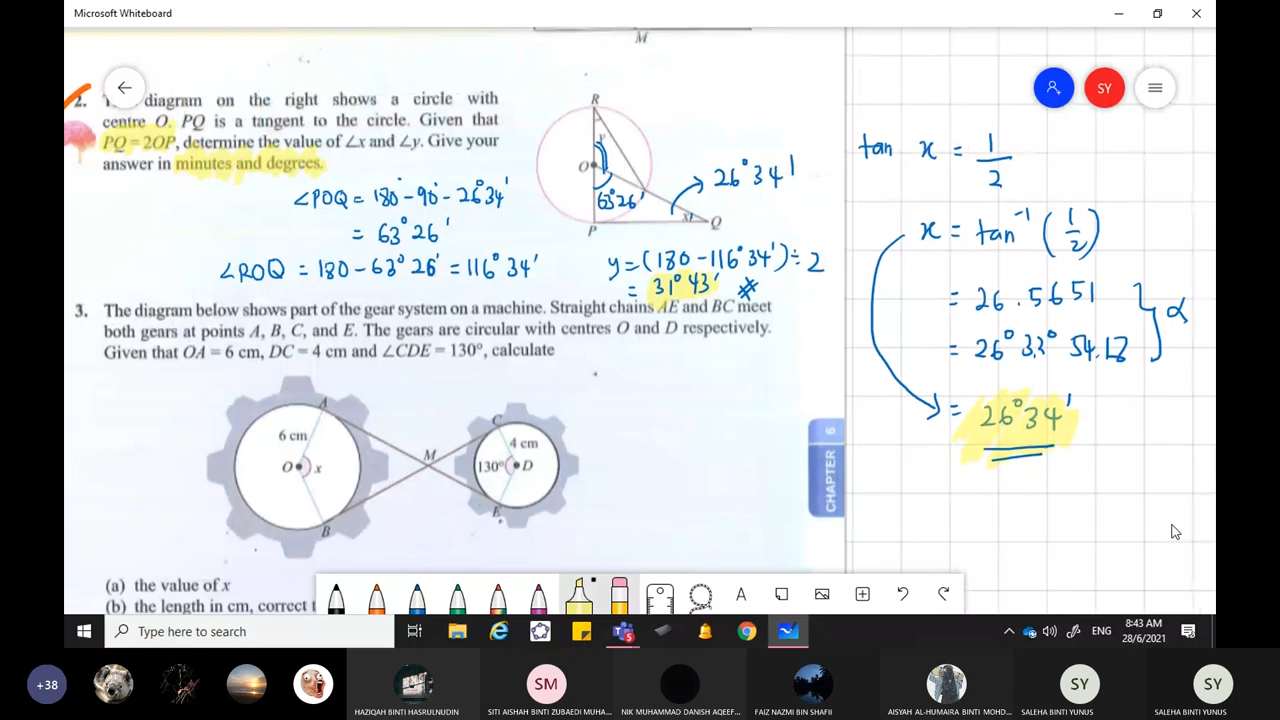 Microsoft Whiteboard
M
2. diagram on the right shows a circle with
centre O. PQ is a tangent to the circle. Given that
PQ = 2OP, determine the value of ∠x and ∠y. Give your
answer in minutes and degrees.
∠POQ = 180° - 90° - 26°34'
= 63°26'
∠ROQ = 180 - 63°26' = 116°34'
R
y
O
63°26'
x
P
Q
26°34'
y = (180 - 116°34') ÷ 2
= 31°43'
tan x = 1/2
x = tan⁻¹ (1/2)
= 26.5651
= 26°33° 54.18
α
= 26°34'
3. The diagram below shows part of the gear system on a machine. Straight chains AE and BC meet
both gears at points A, B, C, and E. The gears are circular with centres O and D respectively.
Given that OA = 6 cm, DC = 4 cm and ∠CDE = 130°, calculate
A
6 cm
O
x
B
M
C
4 cm
130°
D
E
CHAPTER 6
(a) the value of x
(b) the length in cm, correct t
SY
A
Type here to search
ENG
8:43 AM
28/6/2021
+38
HAZIQAH BINTI HASRULNUDIN
SM
SITI AISHAH BINTI ZUBAEDI MUHA...
NIK MUHAMMAD DANISH AQEEF...
FAIZ NAZMI BIN SHAFII
AISYAH AL-HUMAIRA BINTI MOHD...
SY
SALEHA BINTI YUNUS
SY
SALEHA BINTI YUNUS